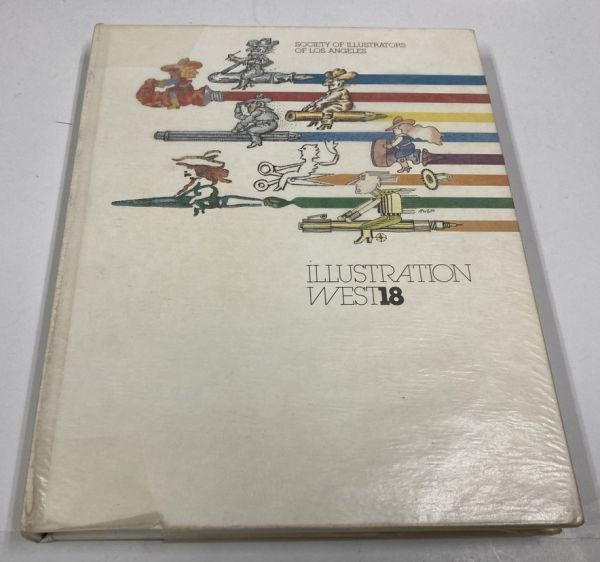 SOCIETY OF ILLUSTRATORS
OF LOS ANGELES
ILLUSTRATION
WEST18